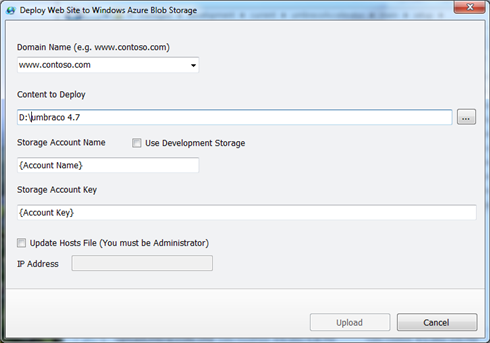 Deploy Web Site to Windows Azure Blob Storage
Domain Name (e.g. www.contoso.com)
www.contoso.com
Content to Deploy
D:\umbraco 4.7
...
Storage Account Name
Use Development Storage
{Account Name}
Storage Account Key
{Account Key}
Update Hosts File (You must be Administrator)
IP Address
Upload
Cancel